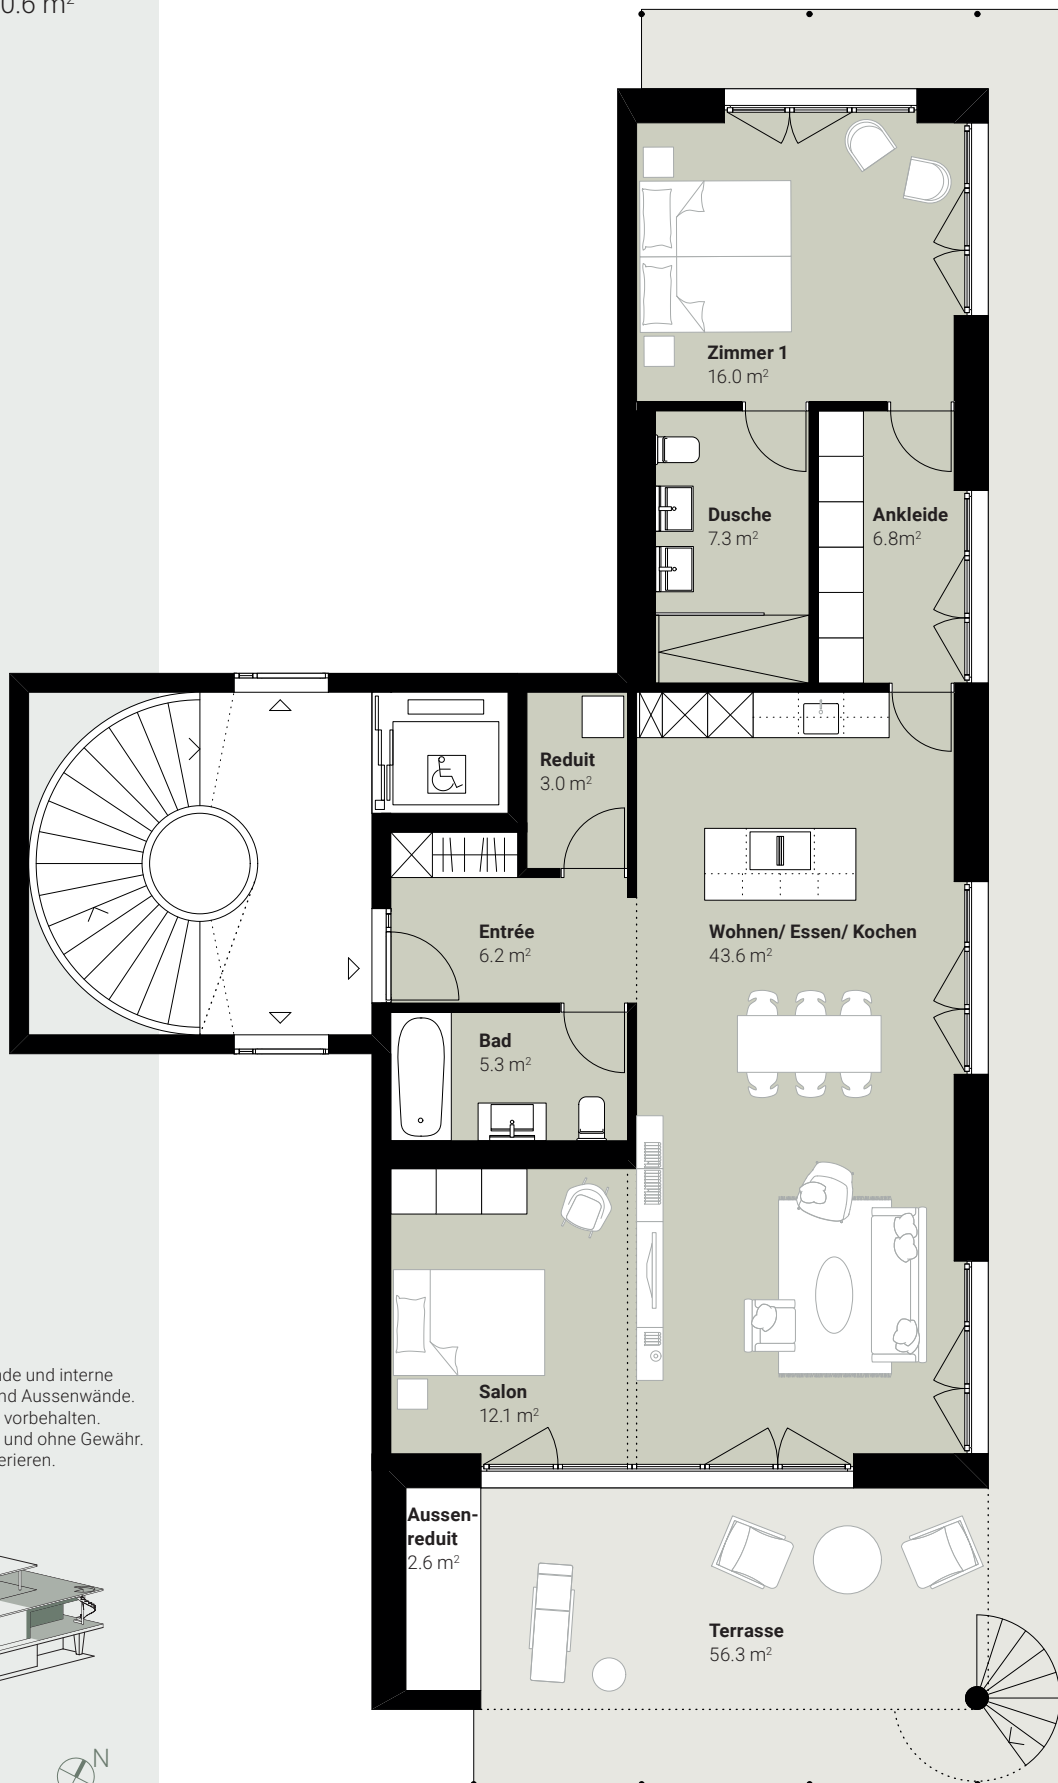 0.6 m²
Zimmer 1
16.0 m²
Dusche
7.3 m²
Ankleide
6.8m²
Reduit
3.0 m²
Entrée
6.2 m²
Wohnen/ Essen/ Kochen
43.6 m²
Bad
5.3 m²
Salon
12.1 m²
Aussen-
reduit
2.6 m²
Terrasse
56.3 m²
und interne
nd Aussenwände.
vorbehalten.
und ohne Gewähr.
erieren.
N